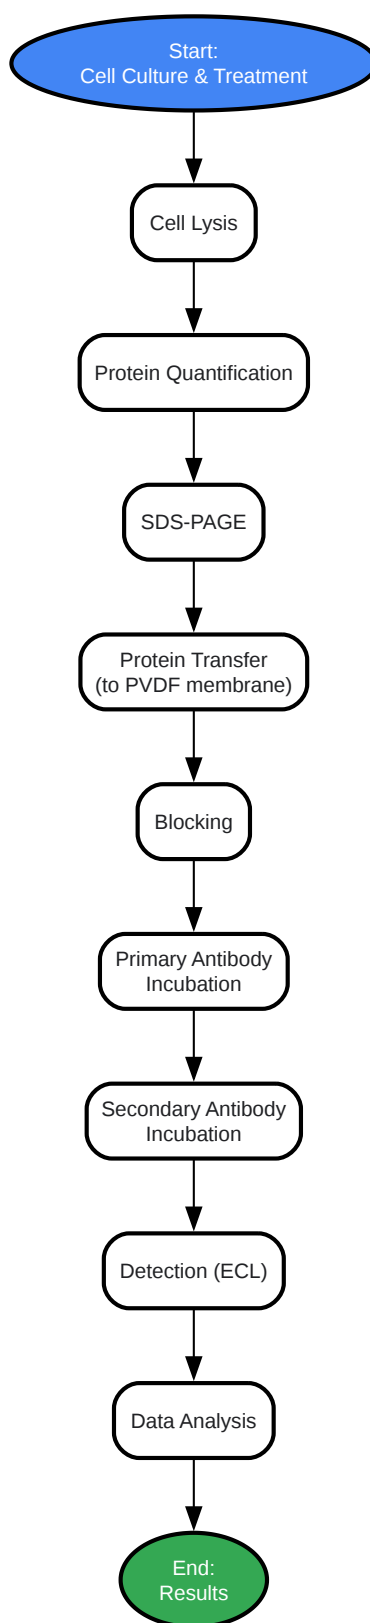 Start:
Cell Culture & Treatment
Cell Lysis
Protein Quantification
SDS-PAGE
Protein Transfer
(to PVDF membrane)
Blocking
Primary Antibody
Incubation
Secondary Antibody
Incubation
Detection (ECL)
Data Analysis
End:
Results